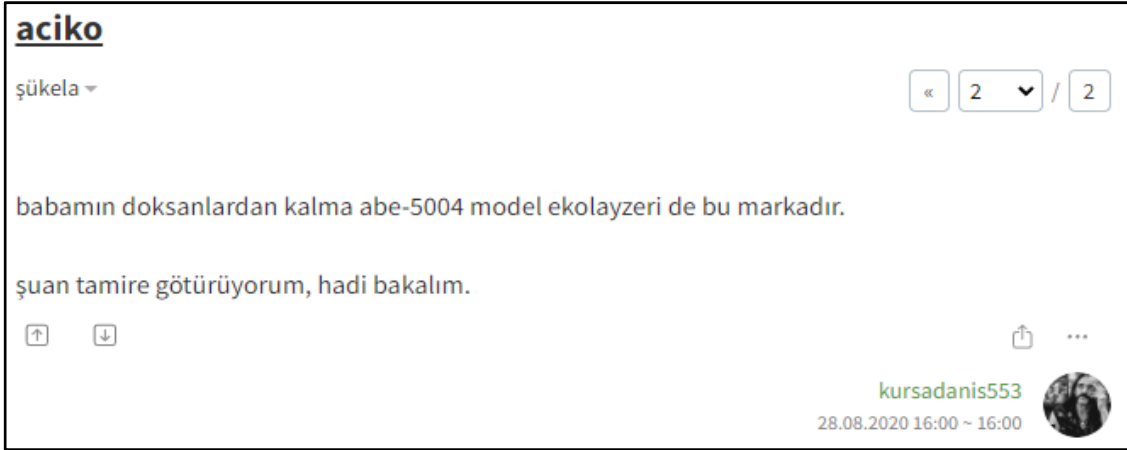 aciko
şükela
« 2 / 2
babamın doksanlardan kalma abe-5004 model ekolayzeri de bu markadır.
şuan tamire götürüyorum, hadi bakalım.
kursadanis553
28.08.2020 16:00 ~ 16:00